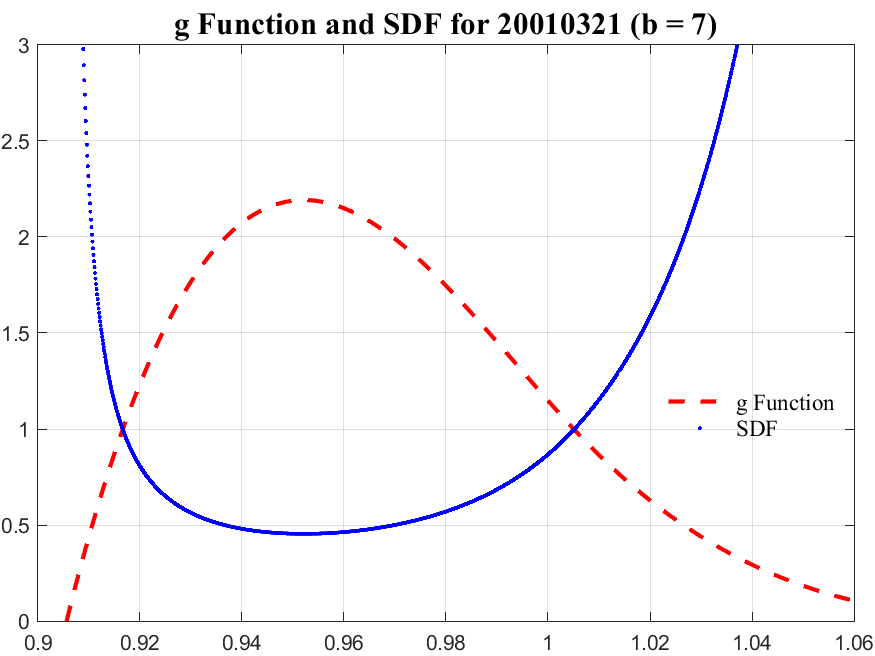 g Function and SDF for 20010321 (b = 7)
3
2.5
2
1.5
1
0.5
0
g Function
SDF
0.9 0.92 0.94 0.96 0.98 1 1.02 1.04 1.06